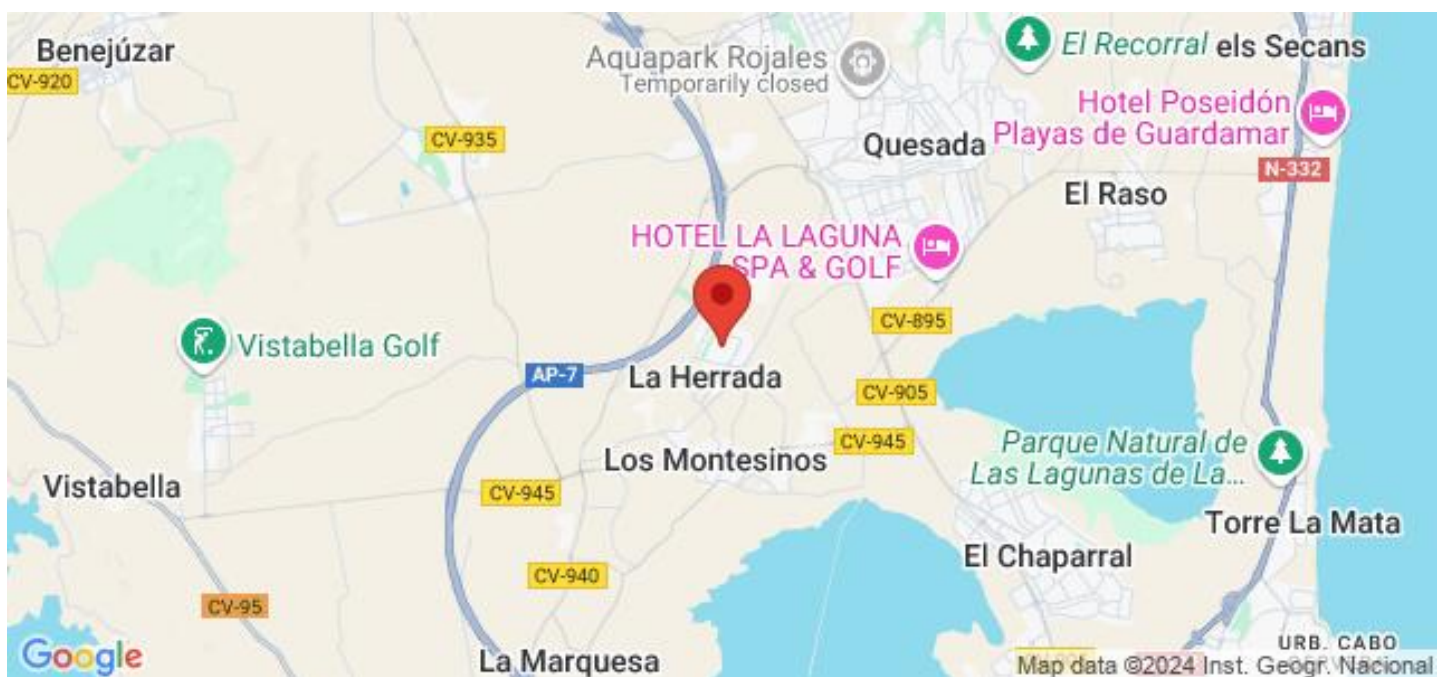 Benejúzar
CV-920
CV-935
Aquapark Rojales
Temporarily closed
El Recorral
els Secans
Hotel Poseidón
Playas de Guardamar
Quesada
N-332
El Raso
HOTEL LA LAGUNA
SPA & GOLF
CV-895
Vistabella Golf
AP-7
La Herrada
CV-905
CV-945
Parque Natural de
Las Lagunas de La...
Los Montesinos
Vistabella
CV-945
Torre La Mata
El Chaparral
CV-940
CV-95
Google
La Marquesa
URB. CABO
Map data ©2024 Inst. Geogr. Nacional